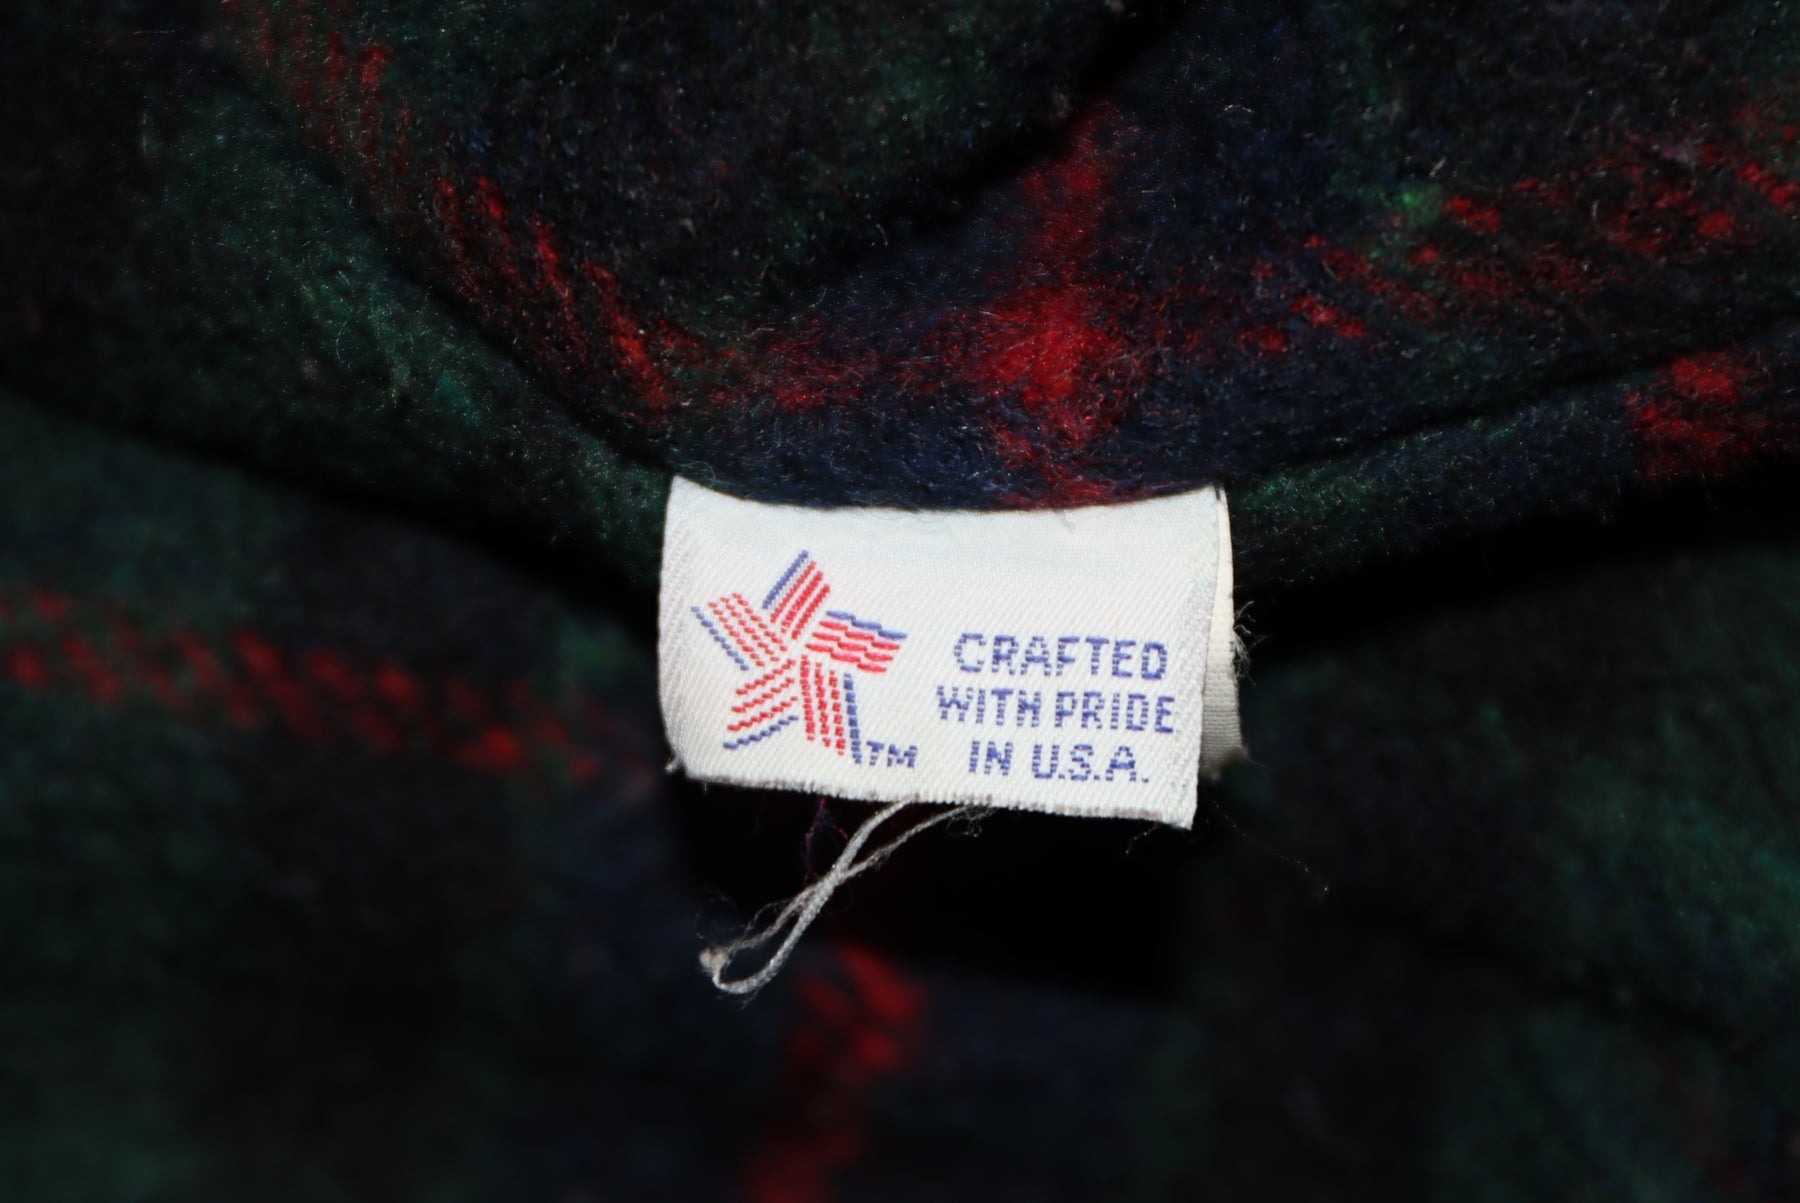 CRAFTED
WITH PRIDE
IN U.S.A.
TM